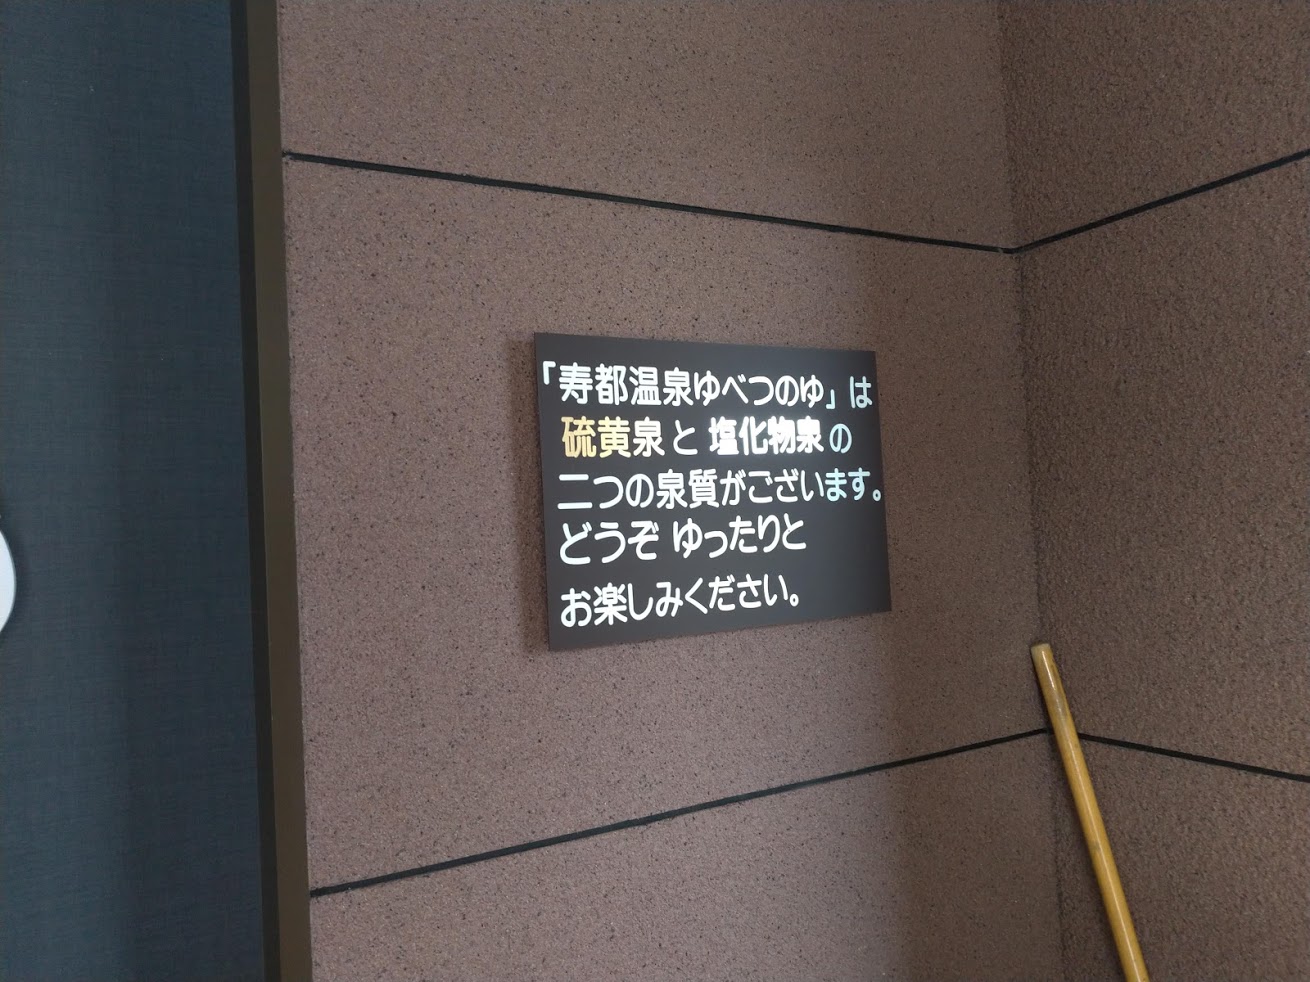 「寿都温泉ゆべつのゆ」は
硫黄泉と 塩化物泉の
二つの泉質がございます。
どうぞ ゆったりと
お楽しみください。